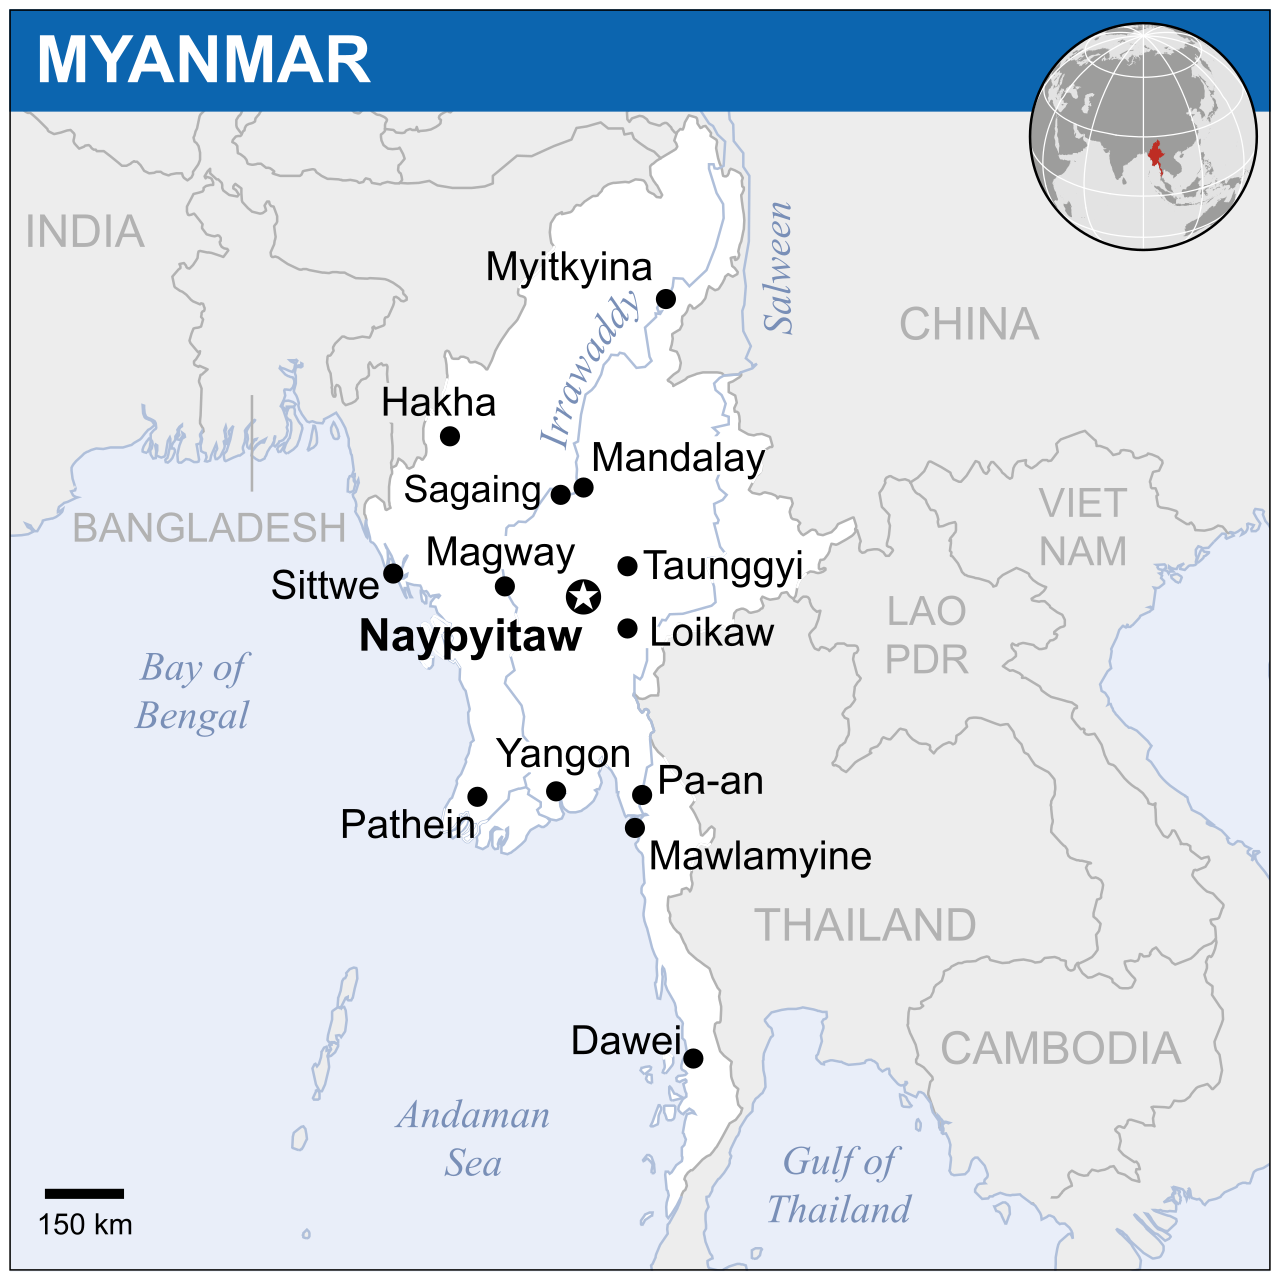 MYANMAR
INDIA
Salween
Myitkyina
CHINA
Irrawaddy
Hakha
Mandalay
Sagaing
VIET
NAM
BANGLADESH
Magway
Taunggyi
Sittwe
LAO
PDR
Naypyitaw
Loikaw
Bay of
Bengal
Yangon
Pa-an
Pathein
Mawlamyine
THAILAND
Dawei
CAMBODIA
Andaman
Sea
Gulf of
Thailand
150 km